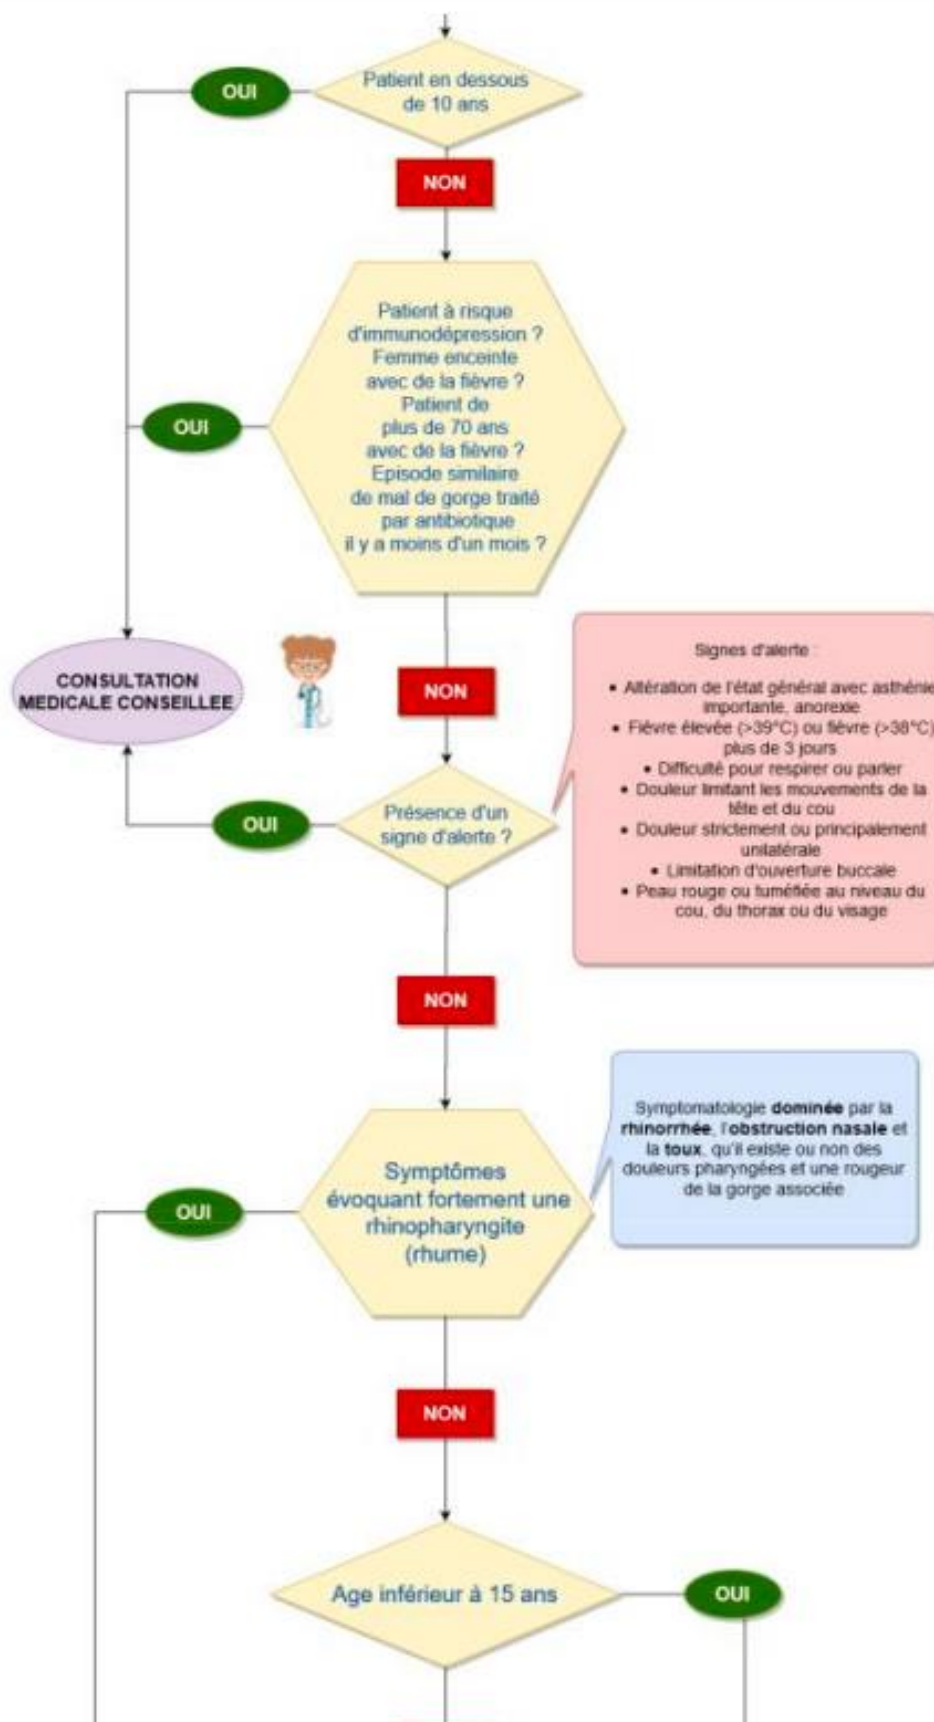 Patient en dessous
de 10 ans
OUI
NON
Patient à risque
d'immunodépression ?
Femme enceinte
avec de la fièvre ?
Patient de
plus de 70 ans
avec de la fièvre ?
Episode similaire
de mal de gorge traité
par antibiotique
il y a moins d'un mois ?
OUI
NON
CONSULTATION
MEDICALE CONSEILLEE
Signes d'alerte :
• Altération de l'état général avec asthénie
importante, anorexie
• Fièvre élevée (>39°C) ou fièvre (>38°C)
plus de 3 jours
• Difficulté pour respirer ou parler
• Douleur limitant les mouvements de la
tête et du cou
• Douleur strictement ou principalement
unilatérale
• Limitation d'ouverture buccale
• Peau rouge ou tuméfiée au niveau du
cou, du thorax ou du visage
Présence d'un
signe d'alerte ?
OUI
NON
Symptomatologie dominée par la
rhinorrhée, l'obstruction nasale et
la toux, qu'il existe ou non des
douleurs pharyngées et une rougeur
de la gorge associée
Symptômes
évoquant fortement une
rhinopharyngite
(rhume)
OUI
NON
Age inférieur à 15 ans
OUI